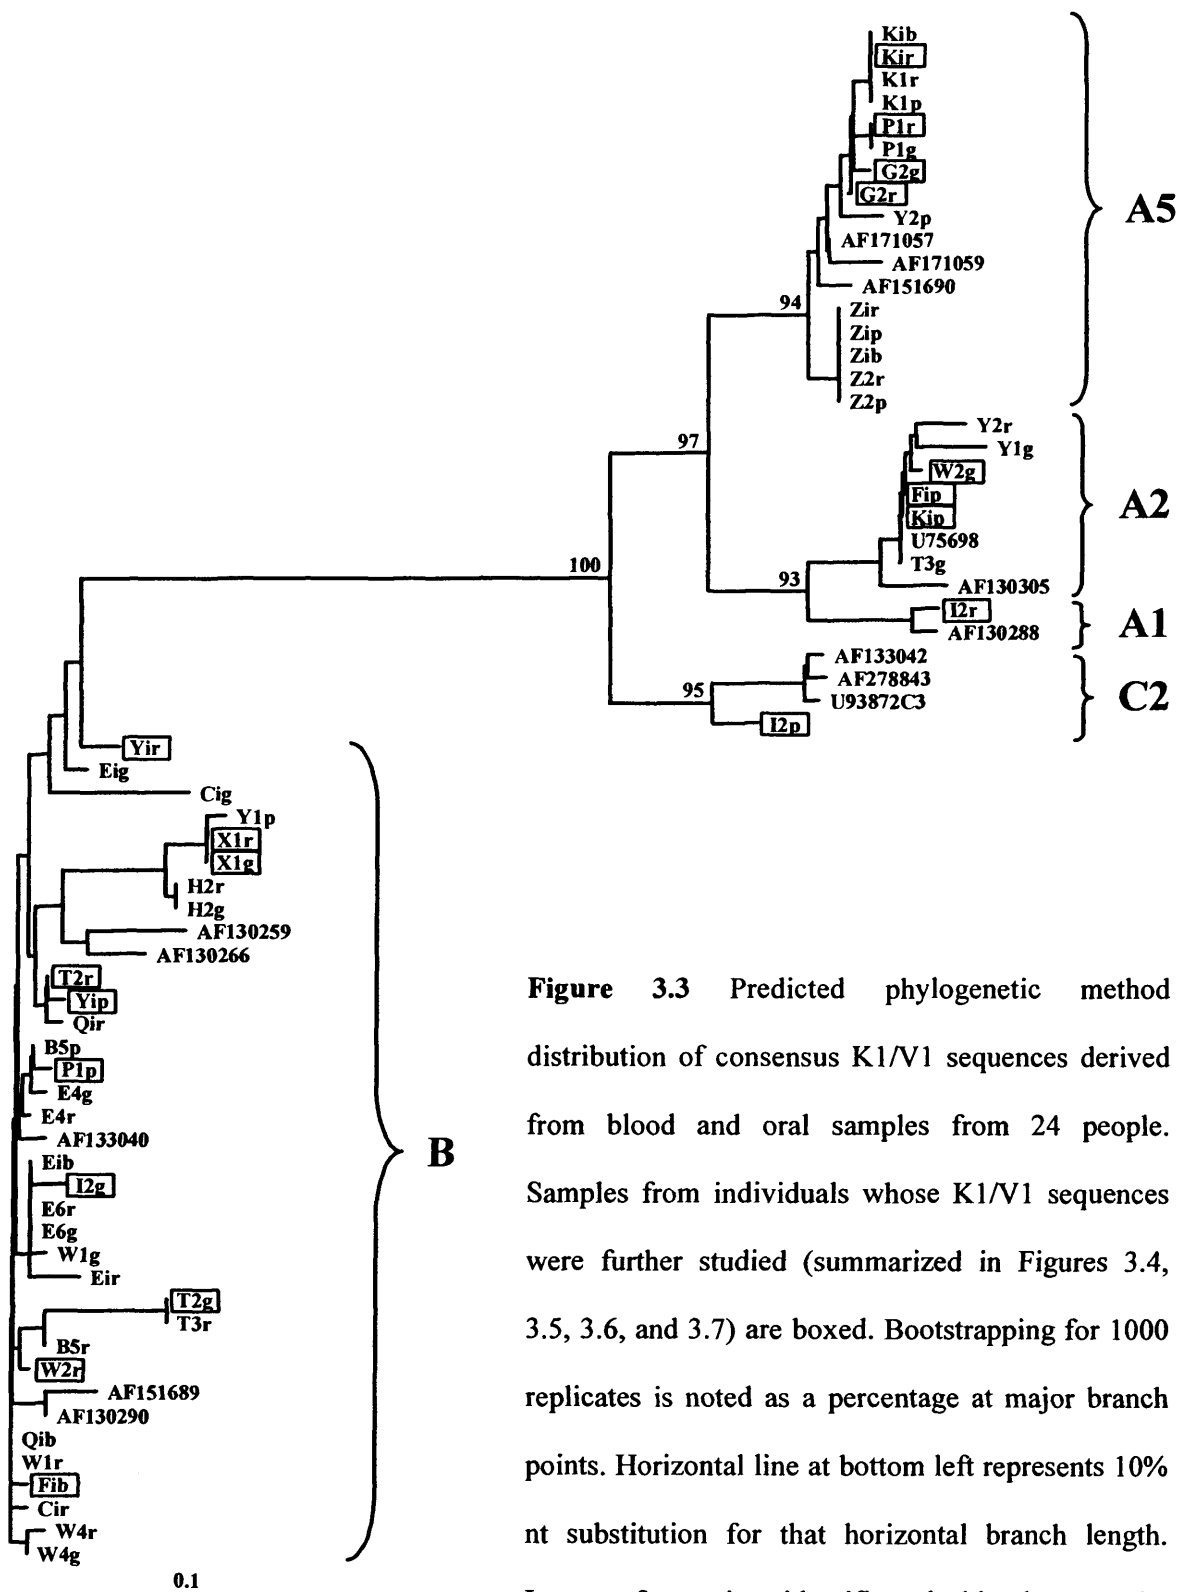 Kib
Kir
K1r
K1p
P1r
P1g
G2g
G2r
Y2p
AF171057
AF171059
AF151690
94
Zir
Zip
Zib
Z2r
Z2p
A5
Y2r
97
Y1g
W2g
Fip
Kip
U75698
T3g
A2
100
93
AF130305
I2r
AF130288
A1
AF133042
AF278843
95
U93872C3
I2p
C2
Yir
Eig
Cig
Y1p
X1r
X1g
H2r
H2g
AF130259
AF130266
T2r
Yip
Qir
B5p
P1p
E4g
E4r
AF133040
Eib
I2g
E6r
E6g
W1g
Eir
T2g
T3r
B5r
W2r
AF151689
AF130290
Qib
W1r
Fib
Cir
W4r
W4g
B
0.1
Figure 3.3 Predicted phylogenetic method
distribution of consensus K1/V1 sequences derived
from blood and oral samples from 24 people.
Samples from individuals whose K1/V1 sequences
were further studied (summarized in Figures 3.4,
3.5, 3.6, and 3.7) are boxed. Bootstrapping for 1000
replicates is noted as a percentage at major branch
points. Horizontal line at bottom left represents 10%
nt substitution for that horizontal branch length.